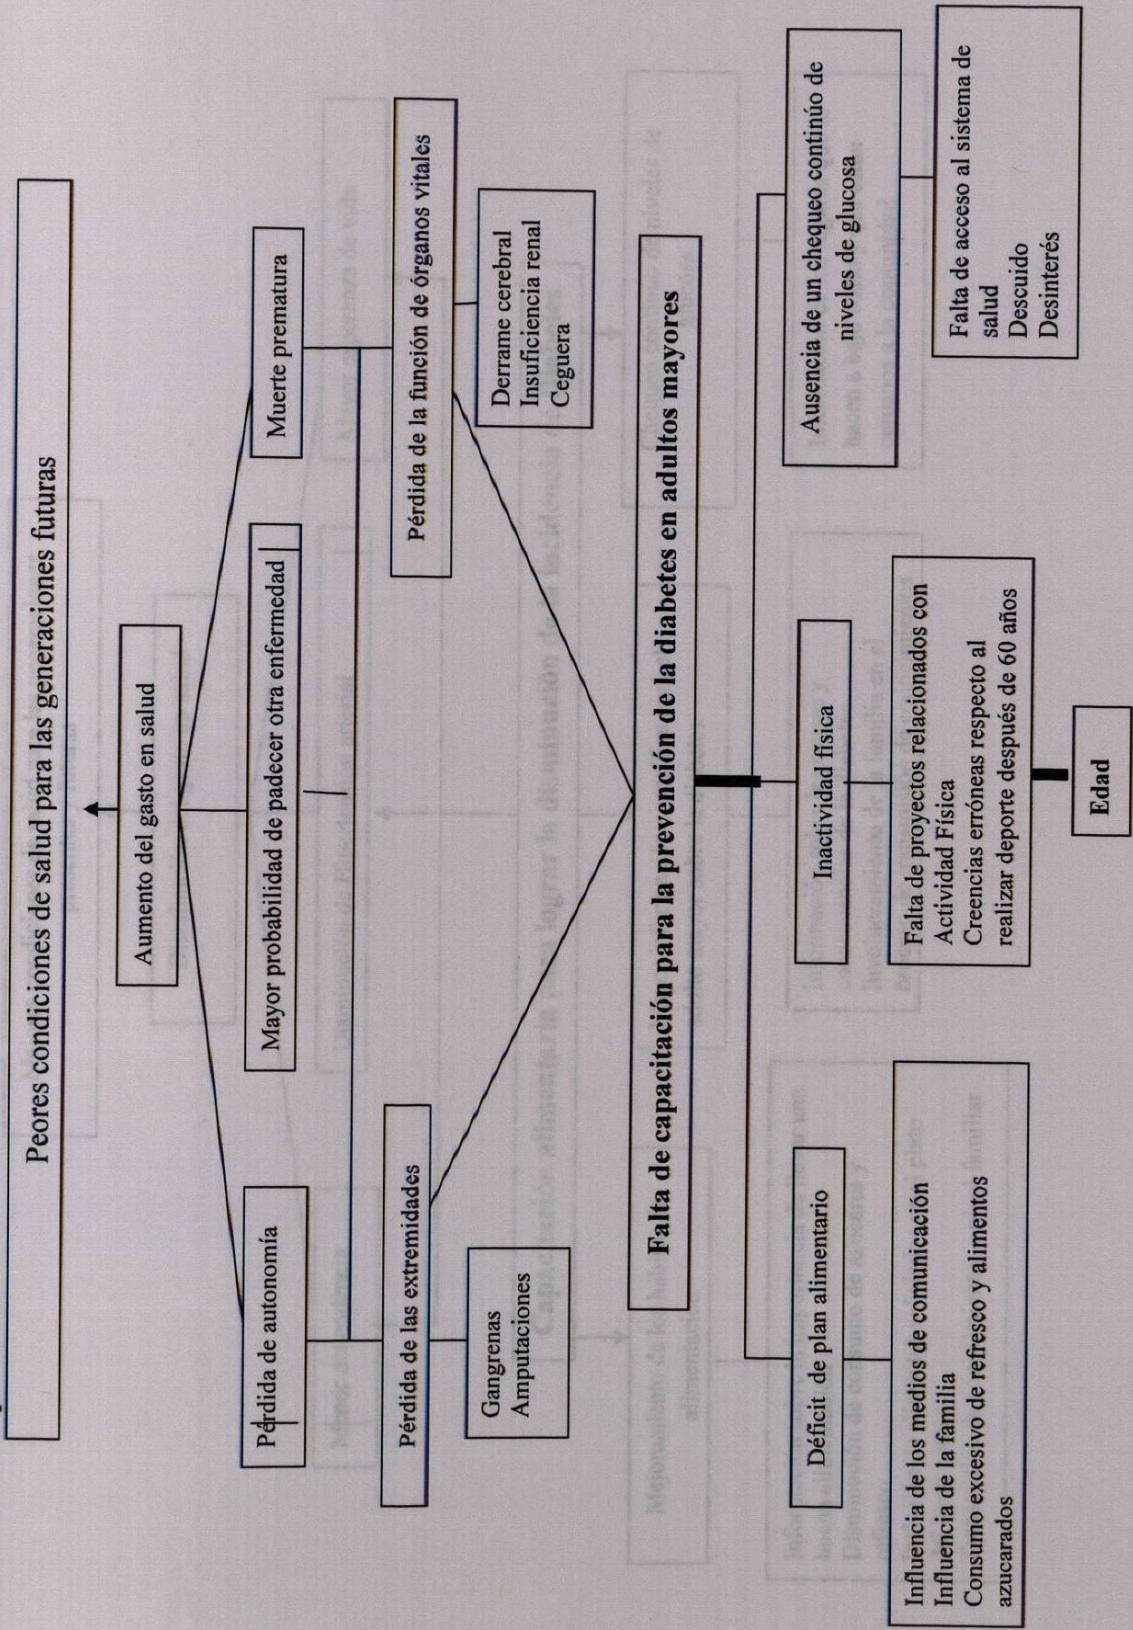 Peores condiciones de salud para las generaciones futuras
Aumento del gasto en salud
Pérdida de autonomía
Mayor probabilidad de padecer otra enfermedad
Muerte prematura
Pérdida de las extremidades
Pérdida de la función de órganos vitales
Gangrenas
Amputaciones
Derrame cerebral
Insuficiencia renal
Ceguera
Falta de capacitación para la prevención de la diabetes en adultos mayores
Déficit de plan alimentario
Inactividad física
Ausencia de un chequeo continúo de
niveles de glucosa
Influencia de los medios de comunicación
Influencia de la familia
Consumo excesivo de refresco y alimentos
azucarados
Falta de proyectos relacionados con
Actividad Física
Creencias erróneas respecto al
realizar deporte después de 60 años
Falta de acceso al sistema de
salud
Descuido
Desinterés
Edad